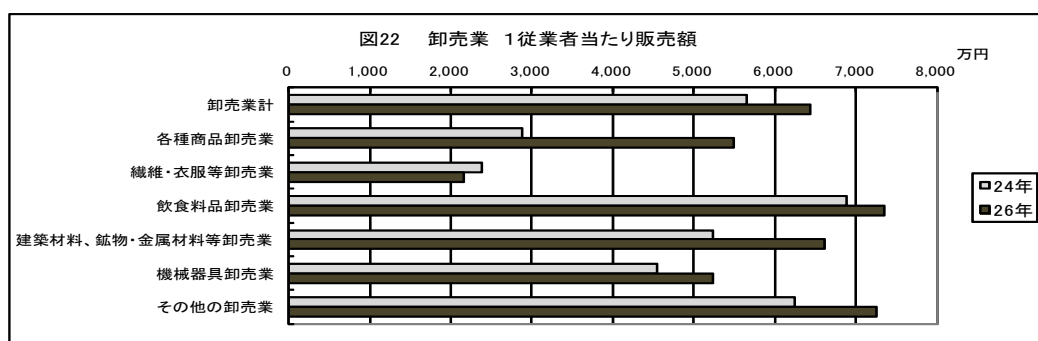 図22　卸売業　1従業者当たり販売額
万円
0 1,000 2,000 3,000 4,000 5,000 6,000 7,000 8,000
卸売業計
各種商品卸売業
繊維・衣服等卸売業
飲食料品卸売業
建築材料、鉱物・金属材料等卸売業
機械器具卸売業
その他の卸売業
24年
26年